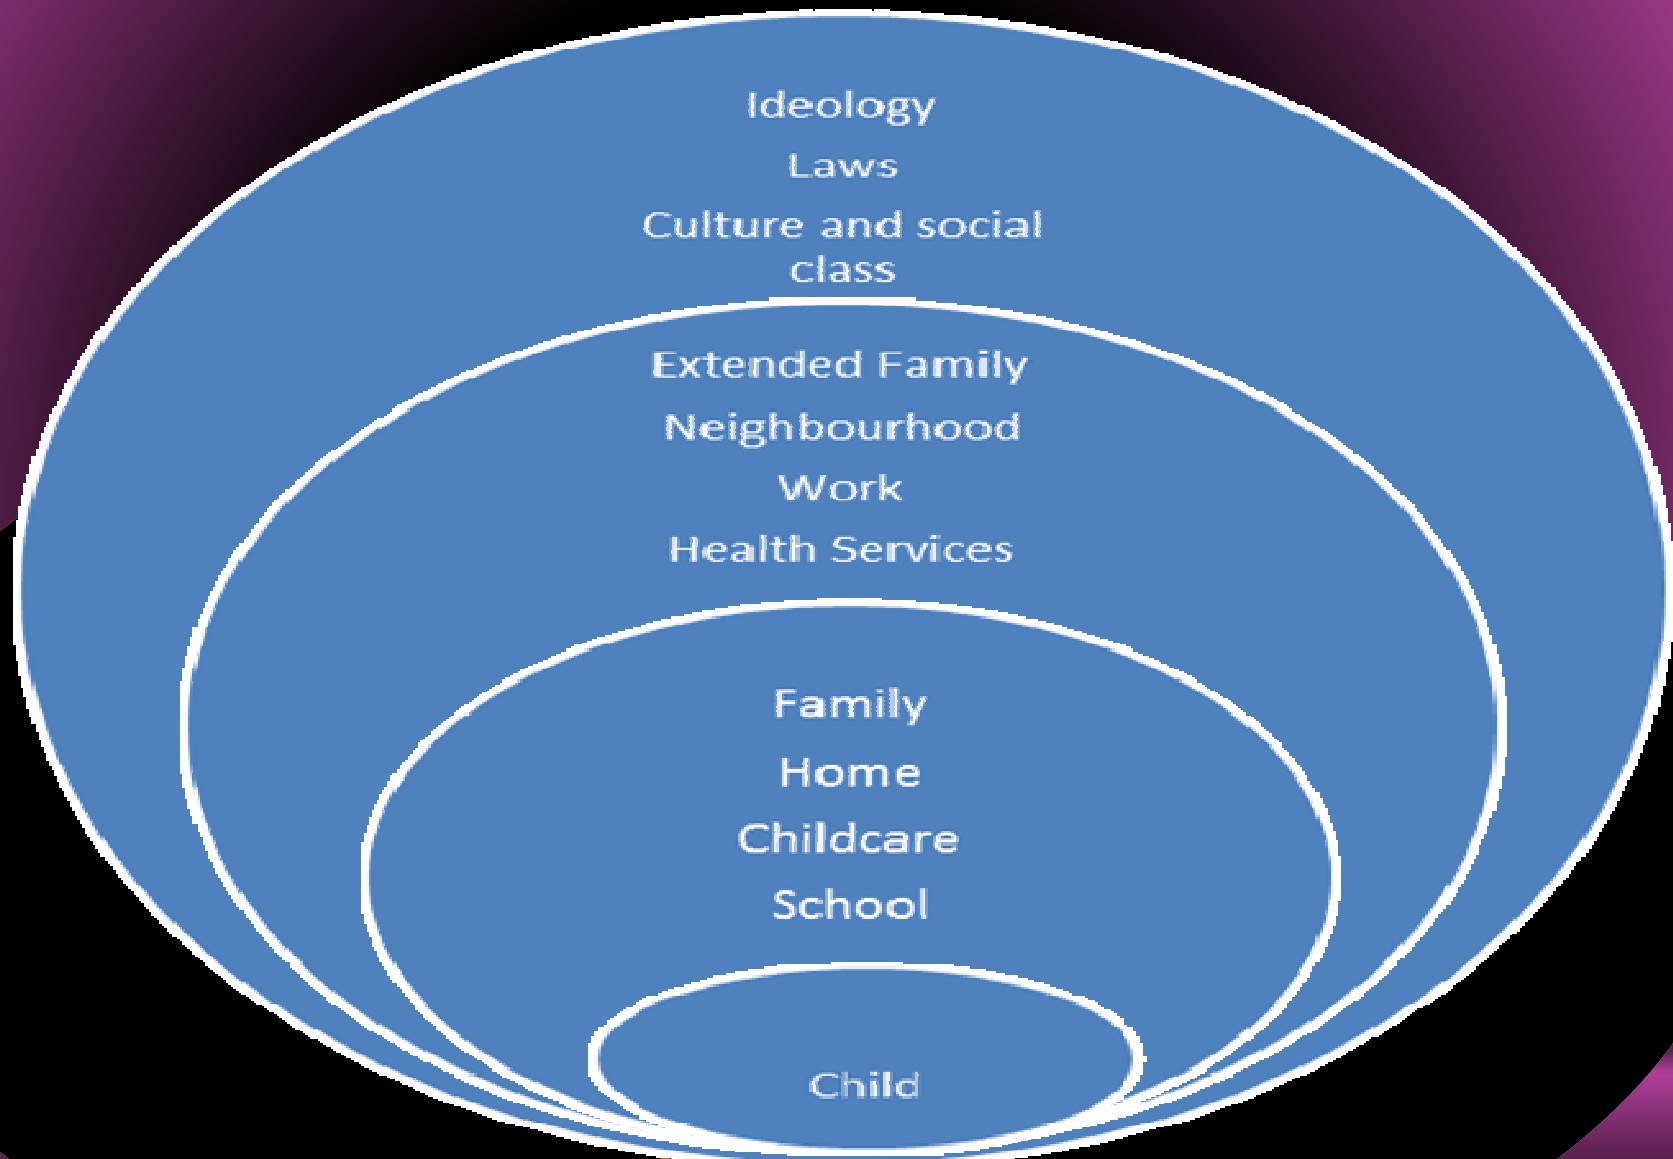 Ideology
Laws
Culture and social
class
Extended Family
Neighbourhood
Work
Health Services
Family
Home
Childcare
School
Child